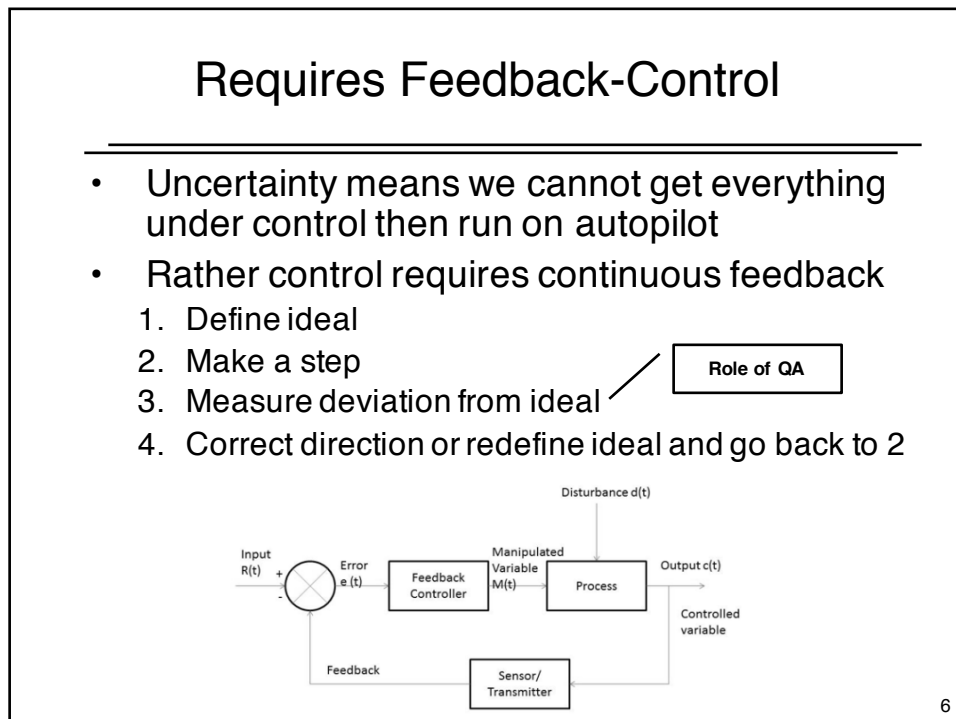 Requires Feedback-Control
• Uncertainty means we cannot get everything
under control then run on autopilot
• Rather control requires continuous feedback
1. Define ideal
2. Make a step
3. Measure deviation from ideal
Role of QA
4. Correct direction or redefine ideal and go back to 2
Disturbance d(t)
Input
R(t)
+
-
Error
e (t)
Feedback
Controller
Manipulated
Variable
M(t)
Process
Output c(t)
Controlled
variable
Feedback
Sensor/
Transmitter
6